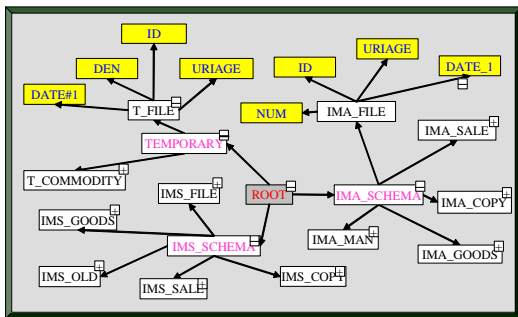 ID
URIAGE
DEN
URIAGE
ID
DATE_1
DATE#1
T_FILE
NUM
IMA_FILE
TEMPORARY
IMA_SALE
T_COMMODITY
IMS_FILE
ROOT
IMA_SCHEMA
IMA_COPY
IMS_GOODS
IMS_SCHEMA
IMA_MAN
IMA_GOODS
IMS_OLD
IMS_SALE
IMS_COPY